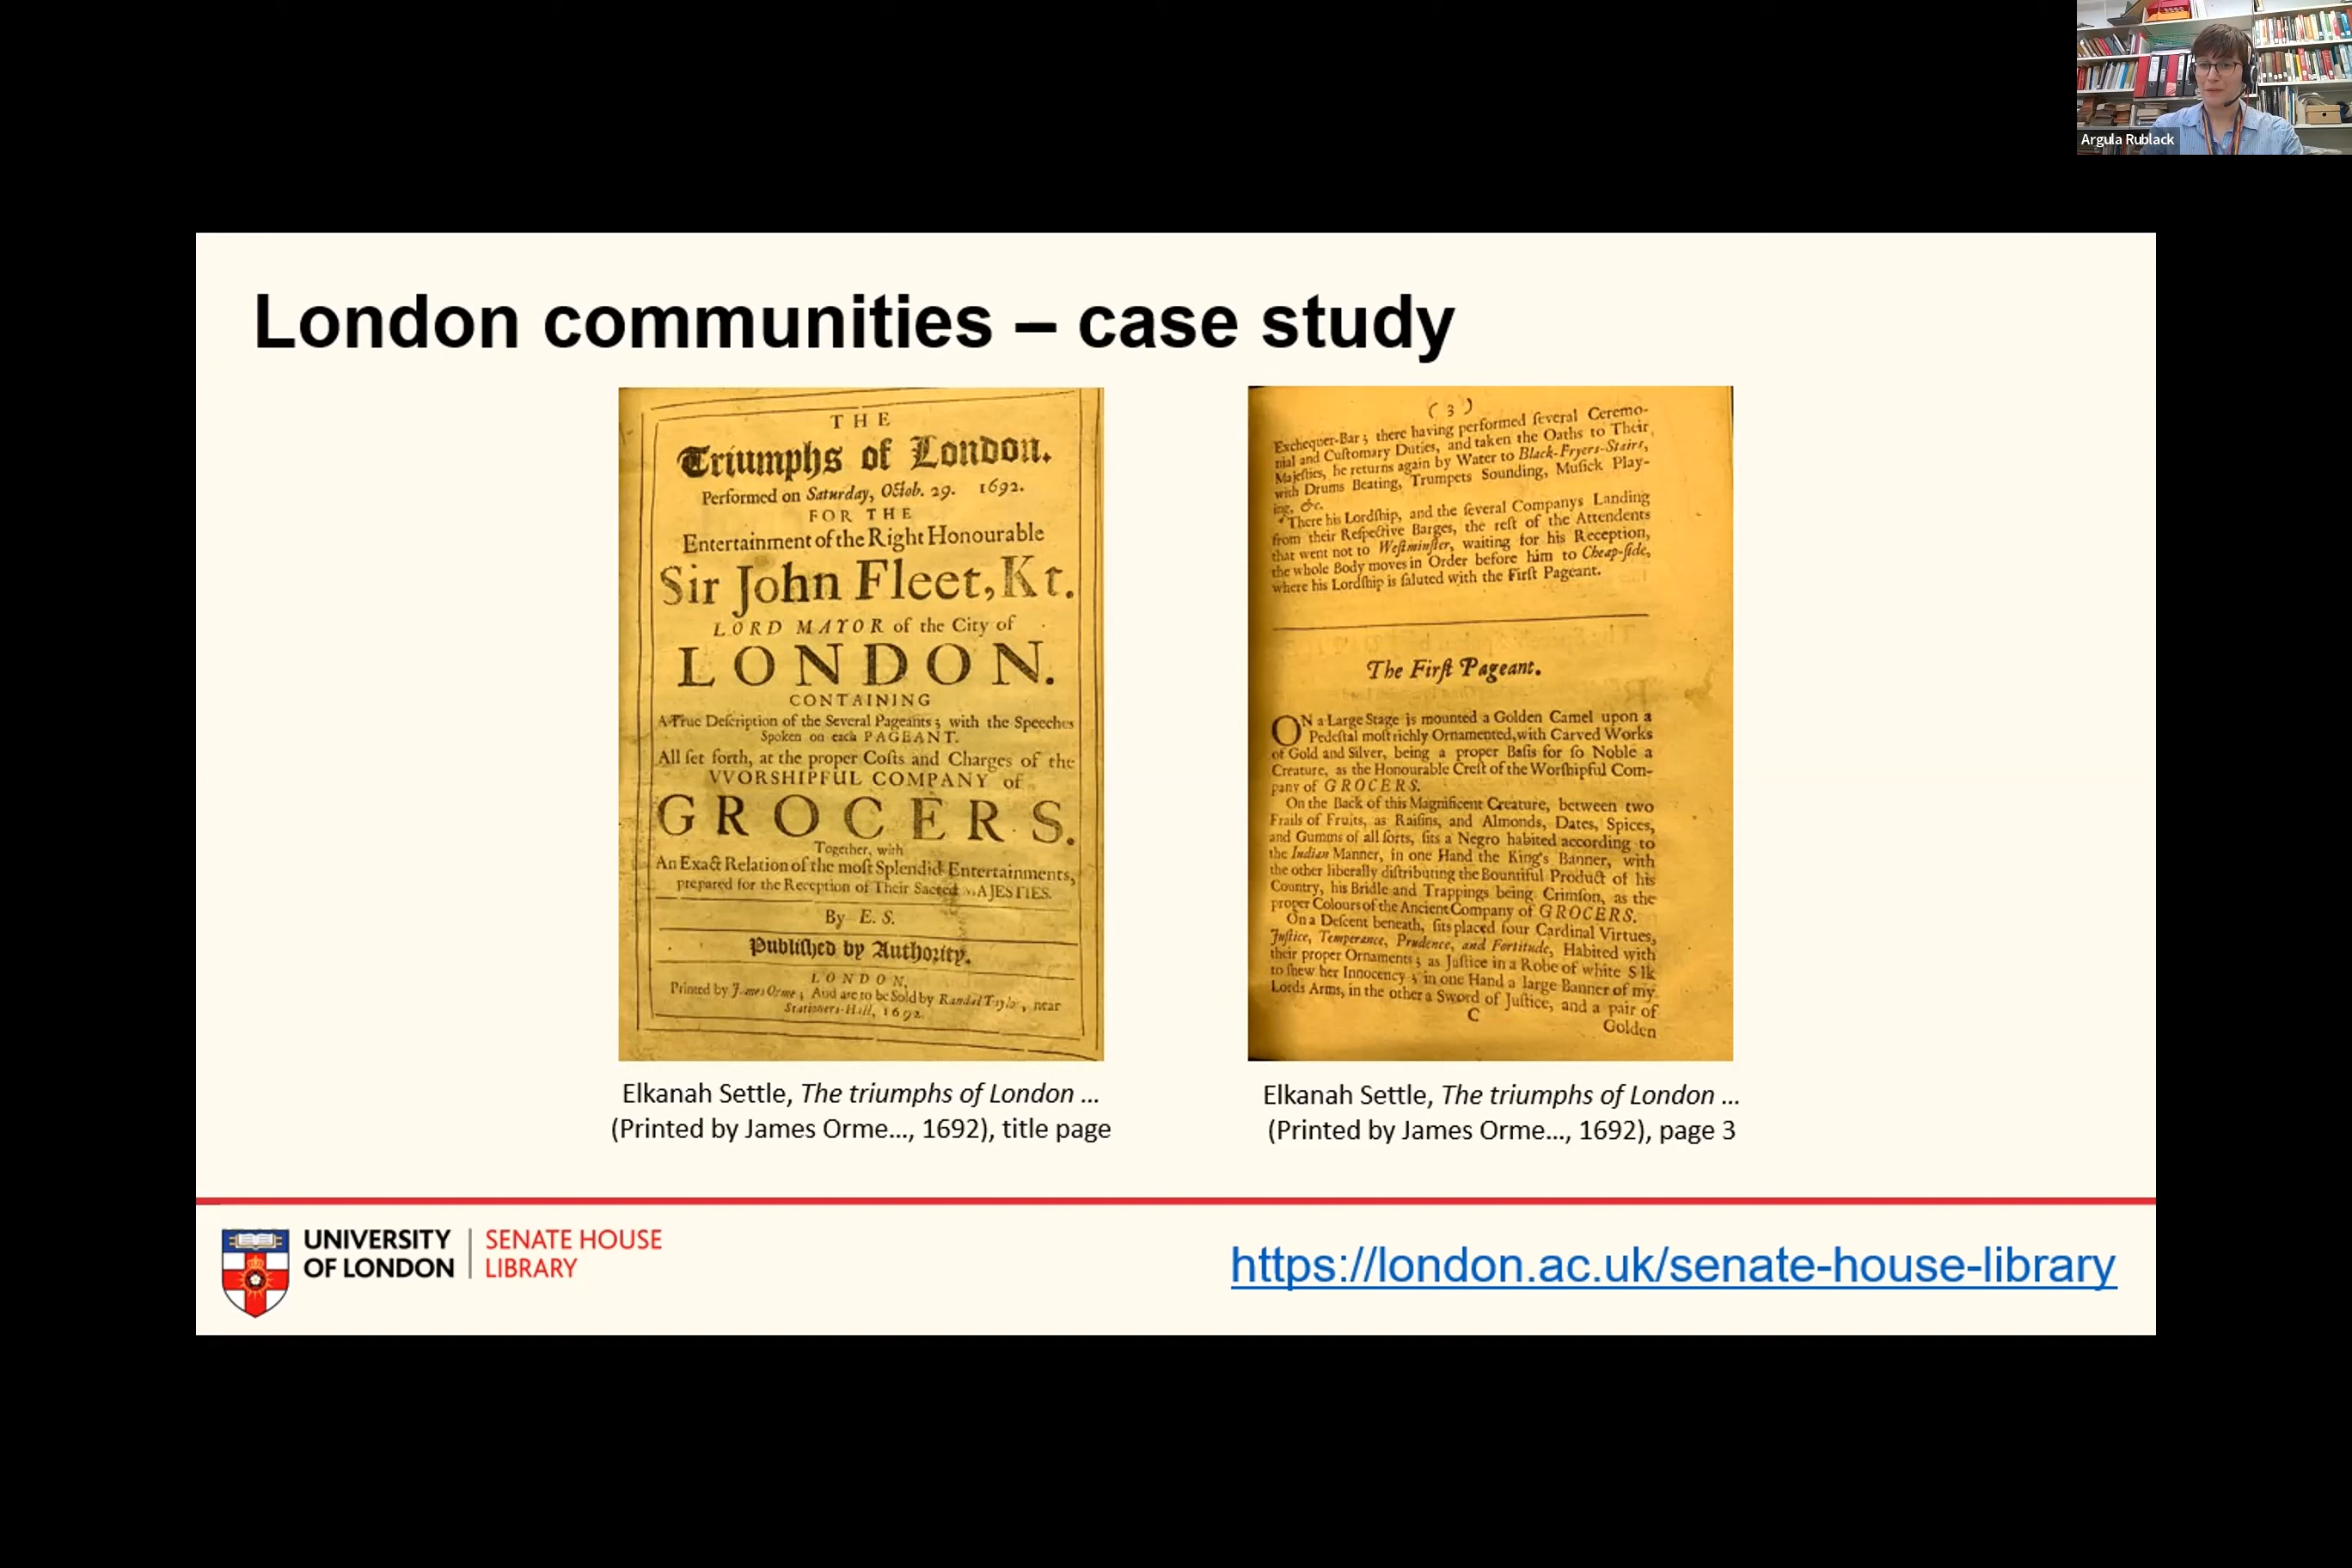 Argula Rublack
London communities – case study
THE
Triumphs of London.
Performed on Saturday, Octob. 29. 1692.
FOR THE
Entertainment of the Right Honourable
Sir John Fleet, Kt.
LORD MAYOR of the City of
LONDON.
CONTAINING
A True Deſcription of the Several Pageants; with the Speeches
Spoken on each PAGEANT.
All ſet forth, at the proper Coſts and Charges of the
VVORSHIPFUL COMPANY of
GROCERS.
Together, with
An Exact Relation of the moſt Splendid Entertainments,
prepared for the Reception of Their Sacred MAJESTIES.
By E. S.
Publiſhed by Authority.
LONDON,
Printed by James Orme; And are to be Sold by Randal Taylor, near
Stationers-Hall, 1692.
Elkanah Settle, The triumphs of London ...
(Printed by James Orme..., 1692), title page
( 3 )
Exchequer-Bar; there having performed ſeveral Ceremo-
nial and Cuſtomary Duties, and taken the Oaths to Their
Majeſties, he returns again by Water to Black-Fryers-Stairs,
with Drums Beating, Trumpets Sounding, Muſick Play-
ing, &c.
There his Lordſhip, and the ſeveral Companys Landing
from their Reſpective Barges, the reſt of the Attendents
that went not to Weſtminſter, waiting for his Reception,
the whole Body moves in Order before him to Cheap-ſide,
where his Lordſhip is ſaluted with the Firſt Pageant.
The Firſt Pageant.
ON a Large Stage is mounted a Golden Camel upon a
Pedeſtal moſt richly Ornamented, with Carved Works
of Gold and Silver, being a proper Baſis for ſo Noble a
Creature, as the Honourable Creſt of the Worſhipful Com-
pany of GROCERS.
On the Back of this Magnificent Creature, between two
Frails of Fruits, as Raiſins, and Almonds, Dates, Spices,
and Gumms of all ſorts, ſits a Negro habited according to
the Indian Manner, in one Hand the King's Banner, with
the other liberally diſtributing the Bountiful Product of his
Country, his Bridle and Trappings being Crimſon, as the
proper Colours of the Ancient Company of GROCERS.
On a Deſcent beneath, ſits placed four Cardinal Virtues,
Juſtice, Temperance, Prudence, and Fortitude, Habited with
their proper Ornaments; as Juſtice in a Robe of white Silk
to ſhew her Innocency; in one Hand a large Banner of my
Lords Arms, in the other a Sword of Juſtice, and a pair of
C
Golden
Elkanah Settle, The triumphs of London ...
(Printed by James Orme..., 1692), page 3
UNIVERSITY
OF LONDON
SENATE HOUSE
LIBRARY
https://london.ac.uk/senate-house-library